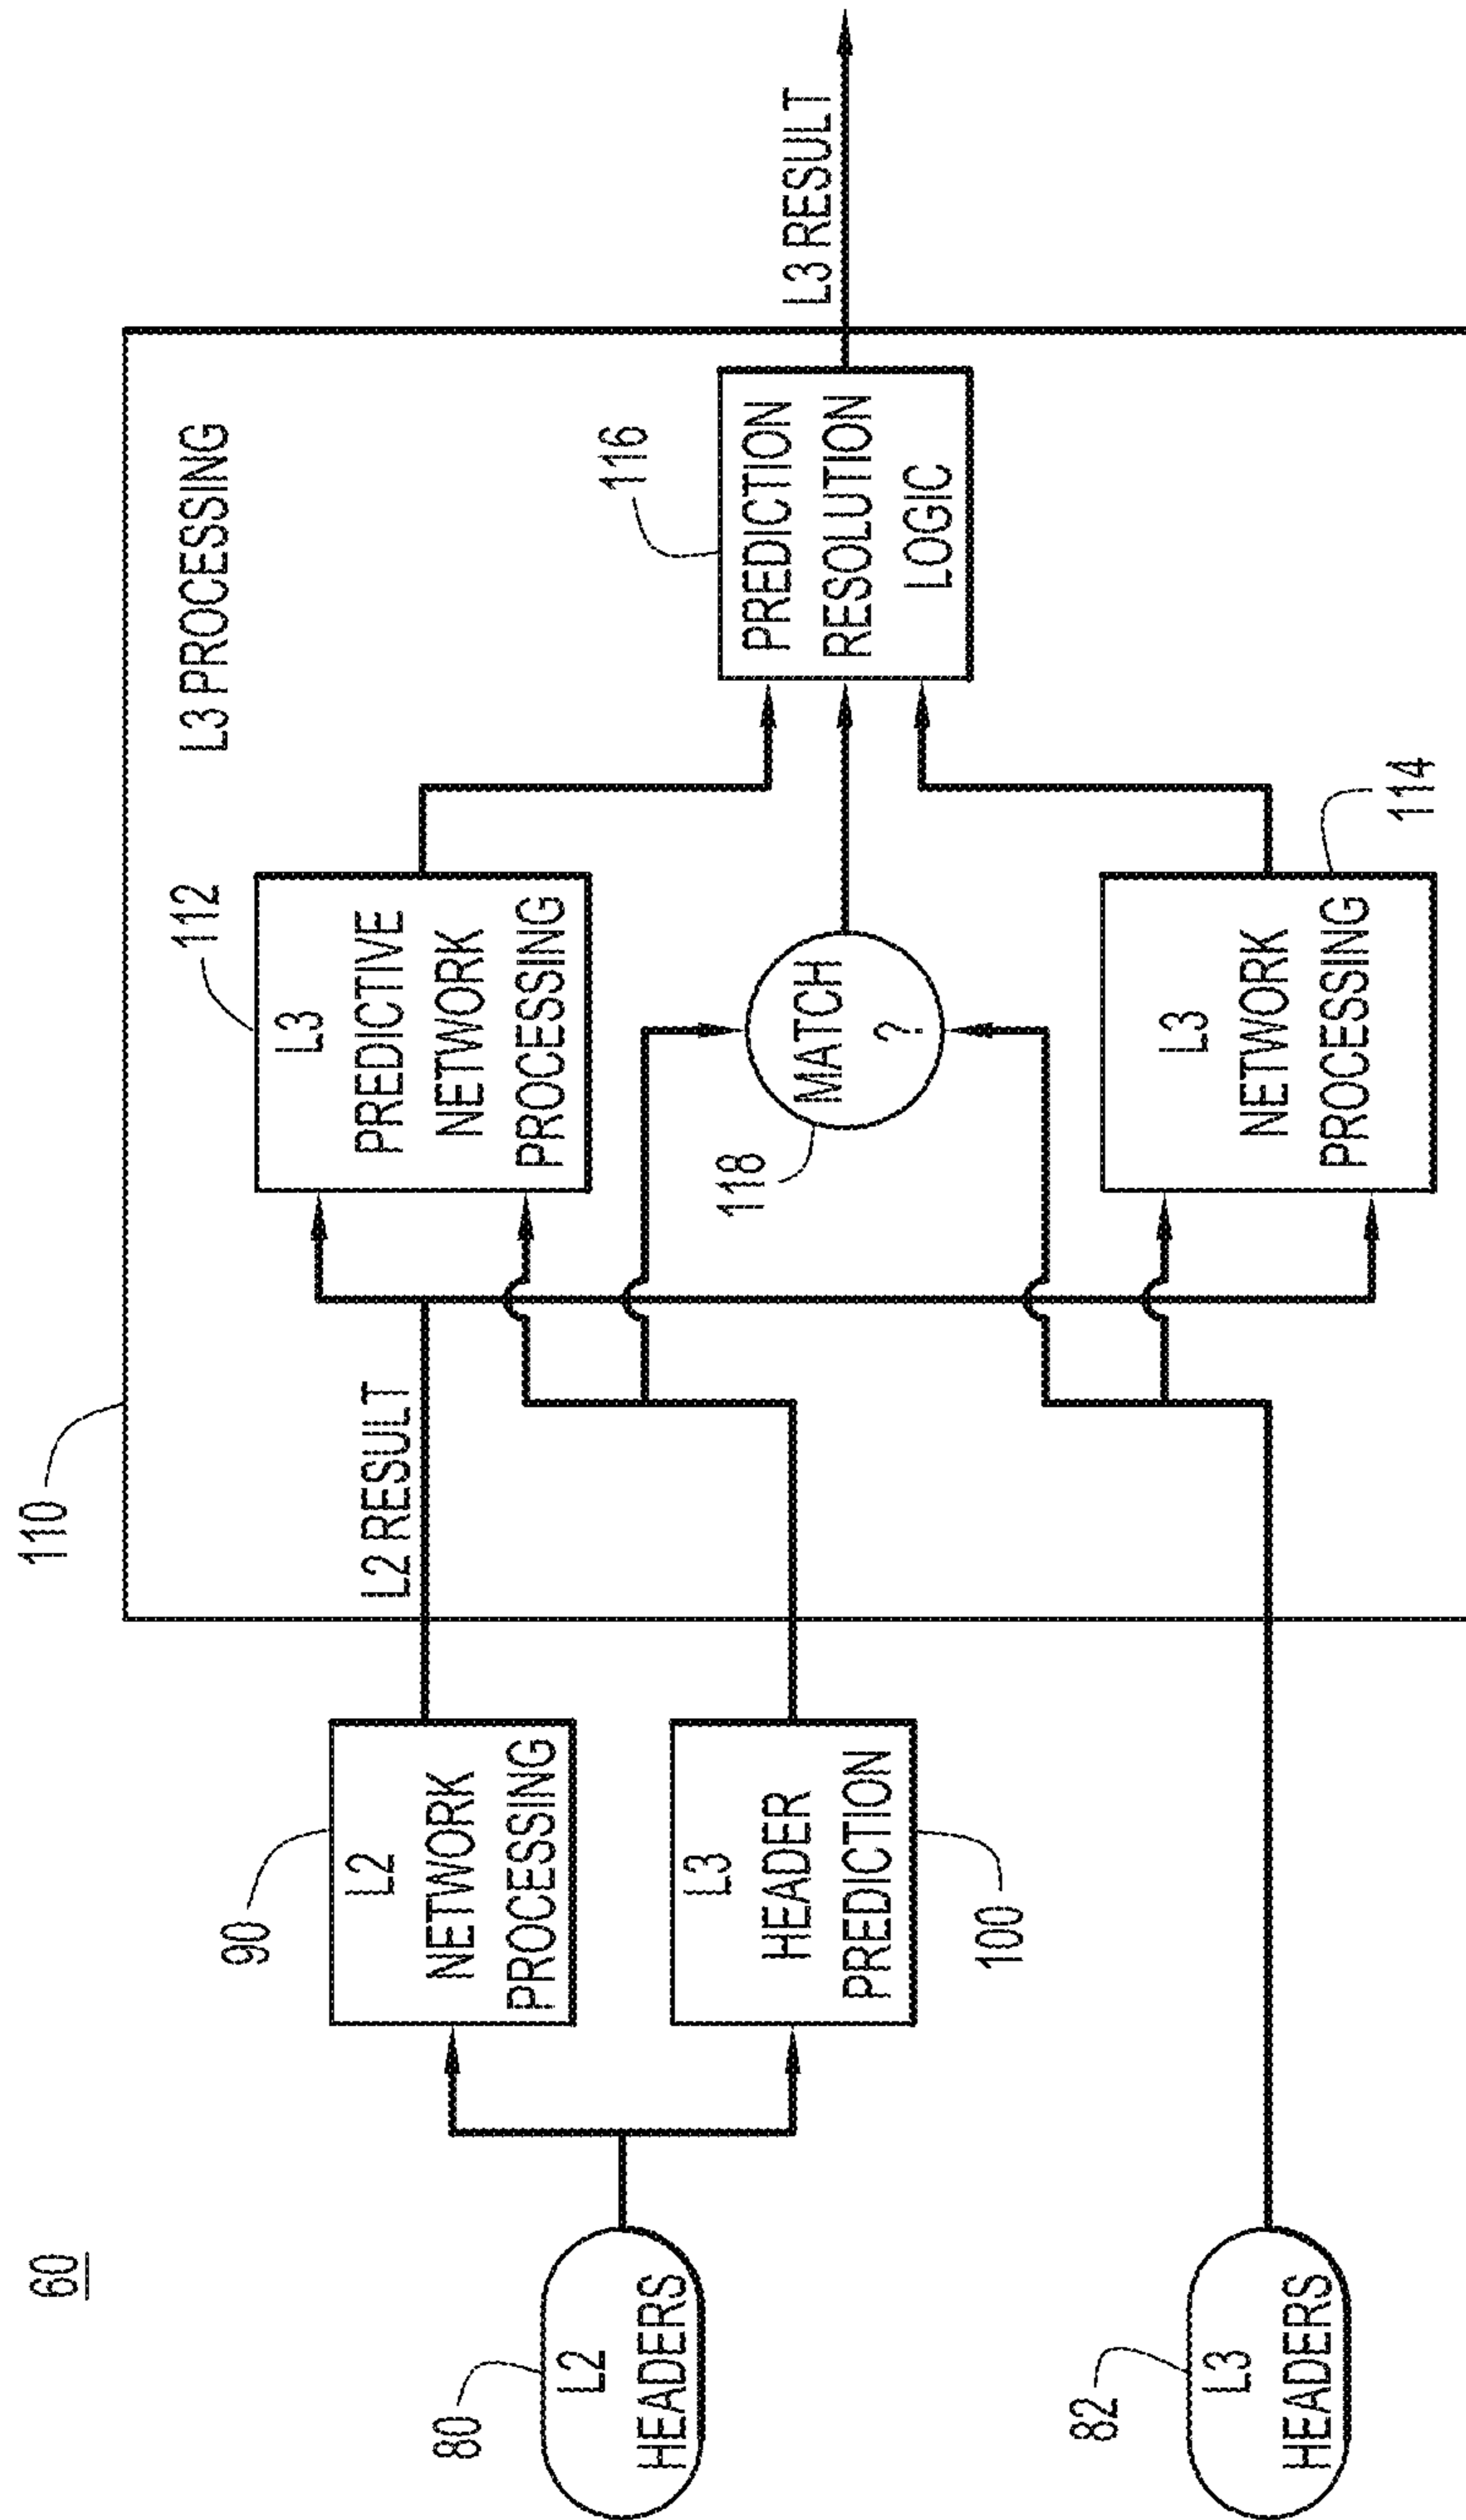 60
110
L3 PROCESSING
80
L2
HEADERS
90
L2
NETWORK
PROCESSING
L2 RESULT
112
L3
PREDICTIVE
NETWORK
PROCESSING
L3
HEADER
PREDICTION
100
118
MATCH
?
116
PREDICTION
RESOLUTION
LOGIC
L3 RESULT
82
L3
HEADERS
L3
NETWORK
PROCESSING
114